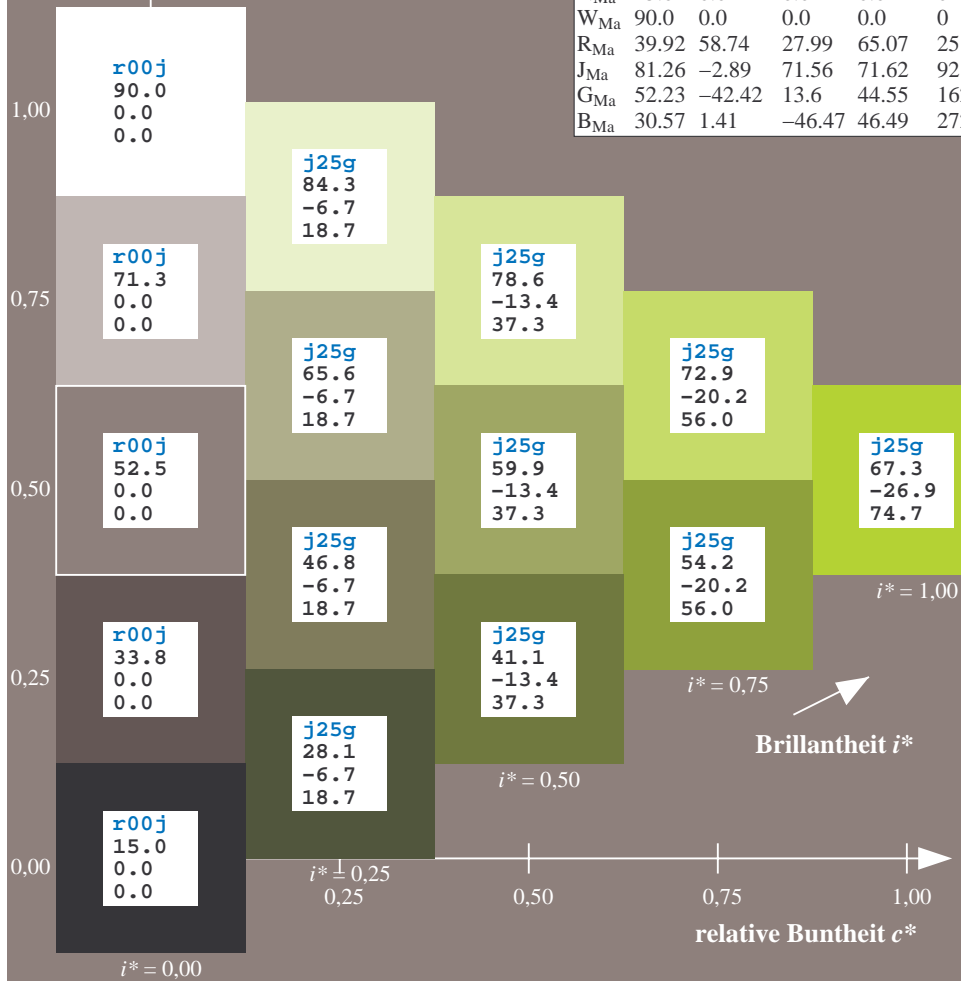 W_Ma 90.0 0.0 0.0 0.0 0
R_Ma 39.92 58.74 27.99 65.07 25
J_Ma 81.26 −2.89 71.56 71.62 92
G_Ma 52.23 −42.42 13.6 44.55
B_Ma 30.57 1.41 −46.47 46.49
1,00
0,75
0,50
0,25
0,00
r00j
90.0
0.0
0.0
r00j
71.3
0.0
0.0
r00j
52.5
0.0
0.0
r00j
33.8
0.0
0.0
r00j
15.0
0.0
0.0
i* = 0,00
j25g
84.3
-6.7
18.7
j25g
65.6
-6.7
18.7
j25g
46.8
-6.7
18.7
j25g
28.1
-6.7
18.7
i* = 0,25
j25g
78.6
-13.4
37.3
j25g
59.9
-13.4
37.3
j25g
41.1
-13.4
37.3
i* = 0,50
j25g
72.9
-20.2
56.0
j25g
54.2
-20.2
56.0
i* = 0,75
j25g
67.3
-26.9
74.7
i* = 1,00
Brillantheit i*
0,25 0,50 0,75 1,00
relative Buntheit c*